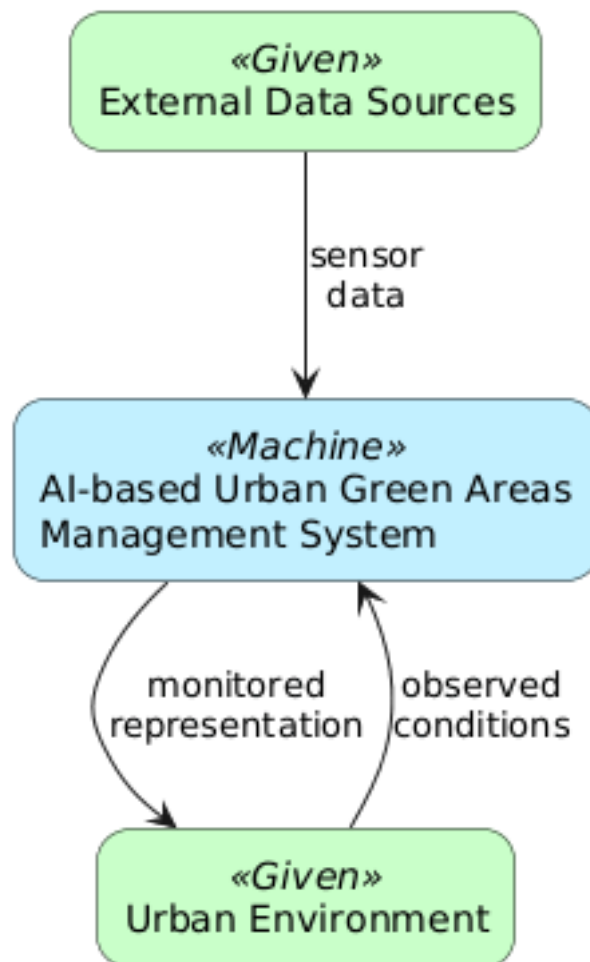 «Given»
External Data Sources
sensor
data
«Machine»
AI-based Urban Green Areas
Management System
monitored
representation
observed
conditions
«Given»
Urban Environment